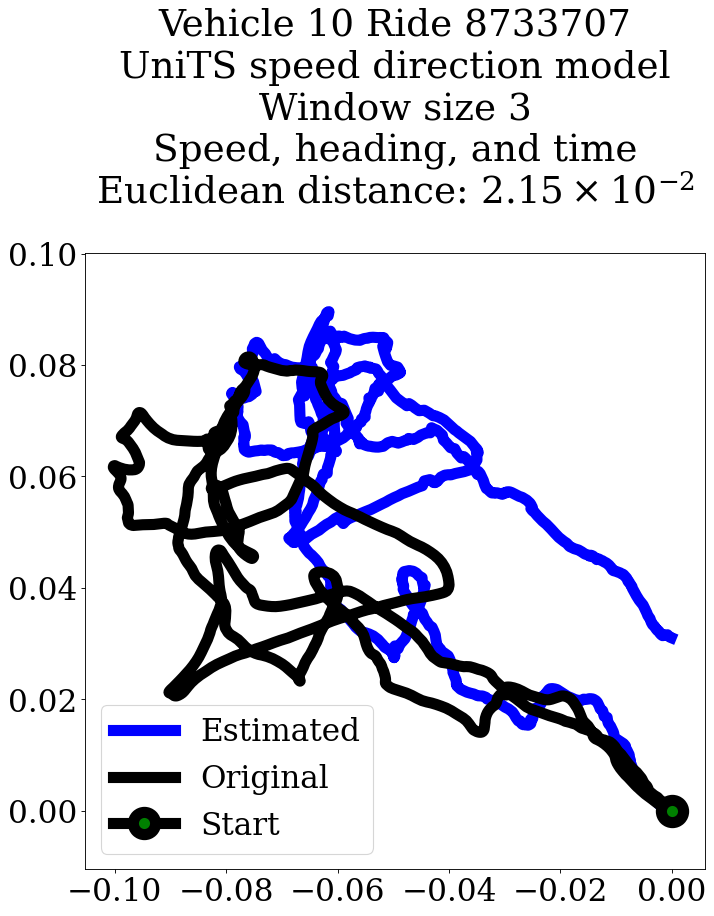 Vehicle 10 Ride 8733707
UniTS speed direction model
Window size 3
Speed, heading, and time
Euclidean distance: 2.15 × 10⁻²
0.10
0.08
0.06
0.04
0.02
0.00
Estimated
Original
Start
−0.10 −0.08 −0.06 −0.04 −0.02 0.00